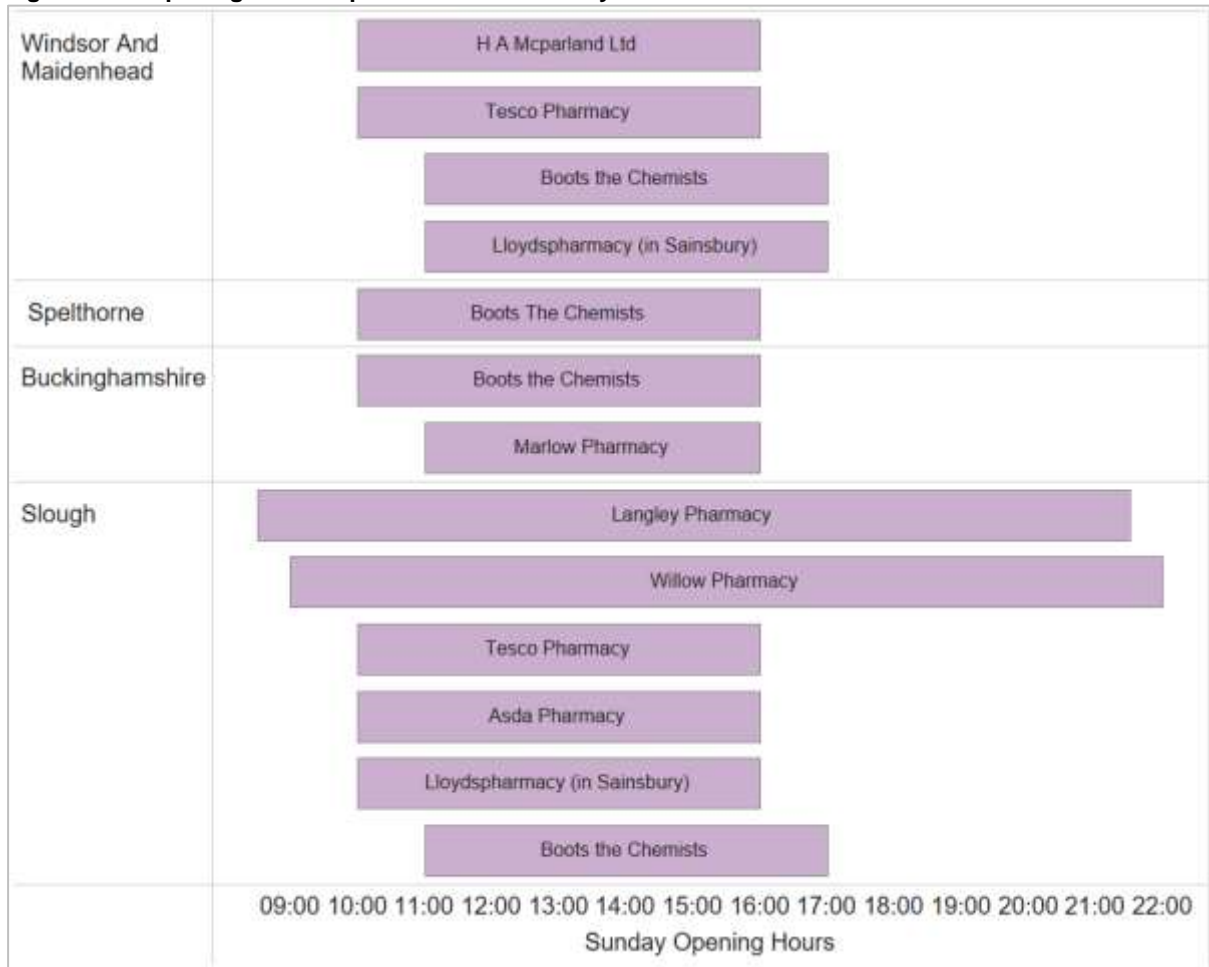 Windsor And
Maidenhead
H A Mcparland Ltd
Tesco Pharmacy
Boots the Chemists
Lloydspharmacy (in Sainsbury)
Spelthorne
Boots The Chemists
Buckinghamshire
Boots the Chemists
Marlow Pharmacy
Slough
Langley Pharmacy
Willow Pharmacy
Tesco Pharmacy
Asda Pharmacy
Lloydspharmacy (in Sainsbury)
Boots the Chemists
09:00 10:00 11:00 12:00 13:00 14:00 15:00 16:00 17:00 18:00 19:00 20:00 21:00 22:00
Sunday Opening Hours